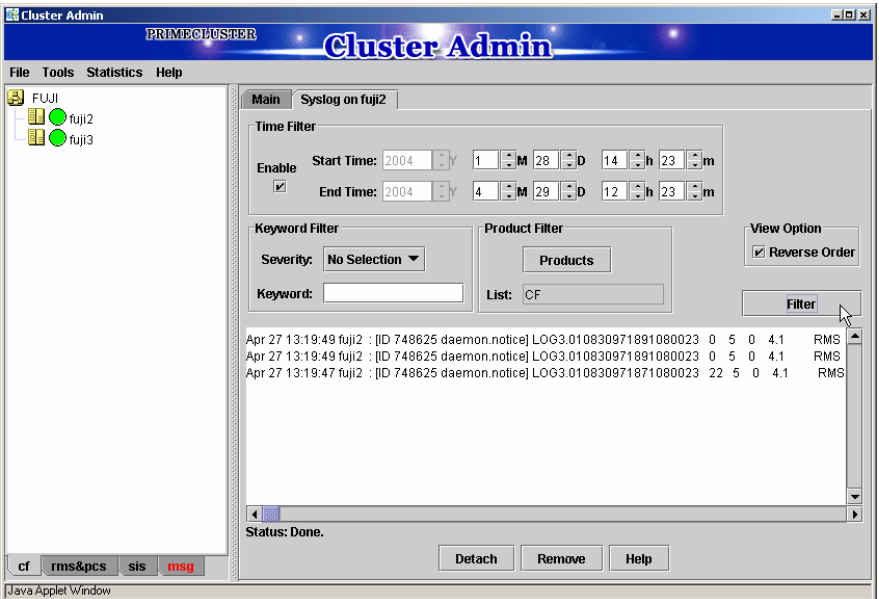 Cluster Admin
PRIMECLUSTER
Cluster Admin
File Tools Statistics Help
FUJI
fuji2
fuji3
Main Syslog on fuji2
Time Filter
Enable
Start Time: 2004 Y 1 M 28 D 14 h 23 m
End Time: 2004 Y 4 M 29 D 12 h 23 m
Keyword Filter
Severity: No Selection
Keyword:
Product Filter
Products
List: CF
View Option
Reverse Order
Filter
Apr 27 13:19:49 fuji2 : [ID 748625 daemon.notice] LOG3.010830971891080023 0 5 0 4.1 RMS
Apr 27 13:19:49 fuji2 : [ID 748625 daemon.notice] LOG3.010830971891080023 0 5 0 4.1 RMS
Apr 27 13:19:47 fuji2 : [ID 748625 daemon.notice] LOG3.010830971871080023 22 5 0 4.1 RMS
Status: Done.
Detach Remove Help
cf rms&pcs sis msg
Java Applet Window